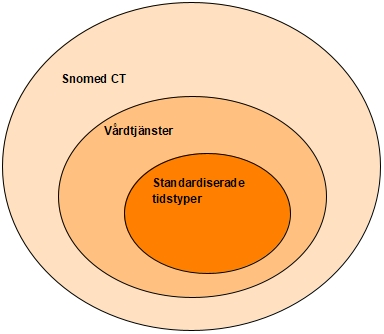 Snomed CT
Vårdtjänster
Standardiserade
tidstyper